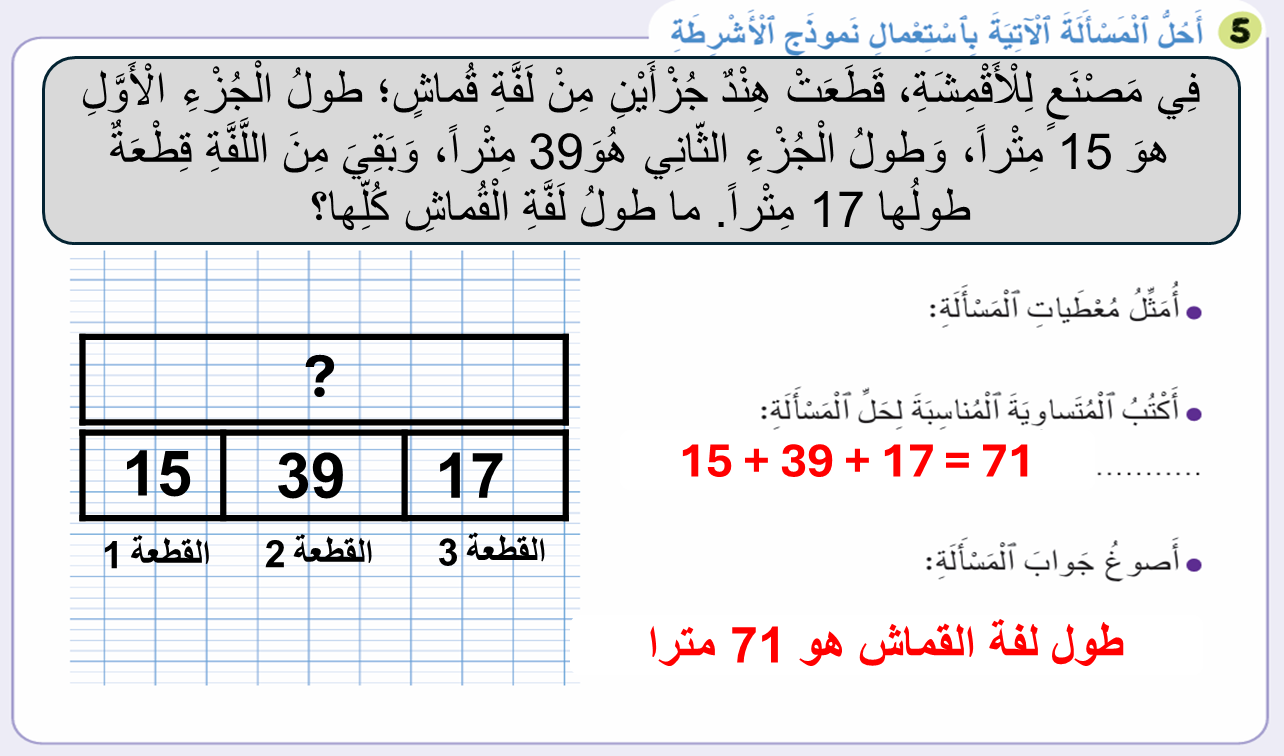 5 أَحُلُّ ٱلْمَسْأَلَةَ ٱلْآتِيَةَ بِٱسْتِعْمالِ نَموذَجِ ٱلْأَشْرِطَةِ
فِي مَصْنَعٍ لِلْأَقْمِشَةِ، قَطَعَتْ هِنْدٌ جُزْأَيْنِ مِنْ لَفَّةِ قُماشٍ؛ طولُ الْجُزْءِ الْأَوَّلِ
هوَ 15 مِتْراً، وَطولُ الْجُزْءِ الثّانِي هُوَ 39 مِتْراً، وَبَقِيَ مِنَ اللَّفَّةِ قِطْعَةٌ
طولُها 17 مِتْراً. ما طولُ لَفَّةِ الْقُماشِ كُلِّها؟
● أُمَثِّلُ مُعْطَياتِ ٱلْمَسْأَلَةِ:
?
15 39 17
القطعة 1 القطعة 2 القطعة 3
● أَكْتُبُ ٱلْمُتَساوِيَةَ ٱلْمُناسِبَةَ لِحَلِّ ٱلْمَسْأَلَةِ:
........... 15 + 39 + 17 = 71
● أَصوغُ جَوابَ ٱلْمَسْأَلَةِ:
طول لفة القماش هو 71 مترا